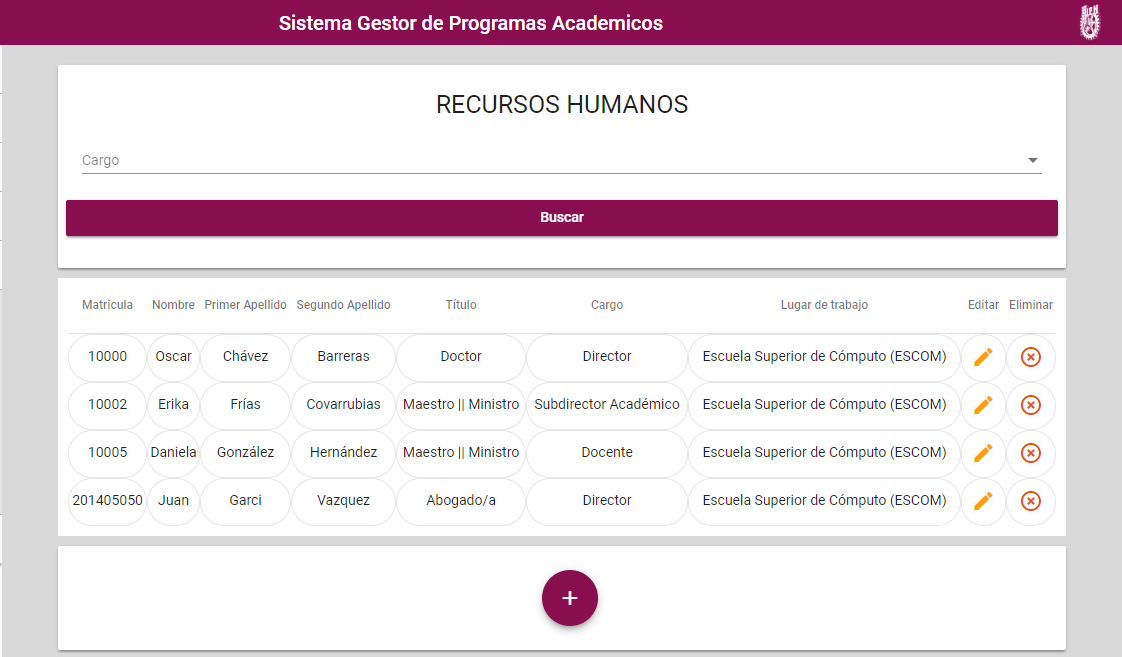 Sistema Gestor de Programas Academicos
RECURSOS HUMANOS
Cargo
Buscar
Matricula Nombre Primer Apellido Segundo Apellido Título Cargo Lugar de trabajo Editar Eliminar
10000 Oscar Chávez Barreras Doctor Director Escuela Superior de Cómputo (ESCOM)
10002 Erika Frías Covarrubias Maestro || Ministro Subdirector Académico Escuela Superior de Cómputo (ESCOM)
10005 Daniela González Hernández Maestro || Ministro Docente Escuela Superior de Cómputo (ESCOM)
201405050 Juan Garci Vazquez Abogado/a Director Escuela Superior de Cómputo (ESCOM)
+